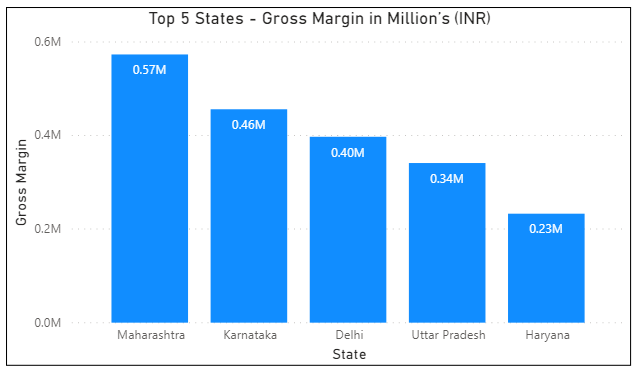 Top 5 States - Gross Margin in Million's (INR)
0.6M
0.4M
0.2M
0.0M
Gross Margin
0.57M
0.46M
0.40M
0.34M
0.23M
Maharashtra
Karnataka
Delhi
Uttar Pradesh
Haryana
State